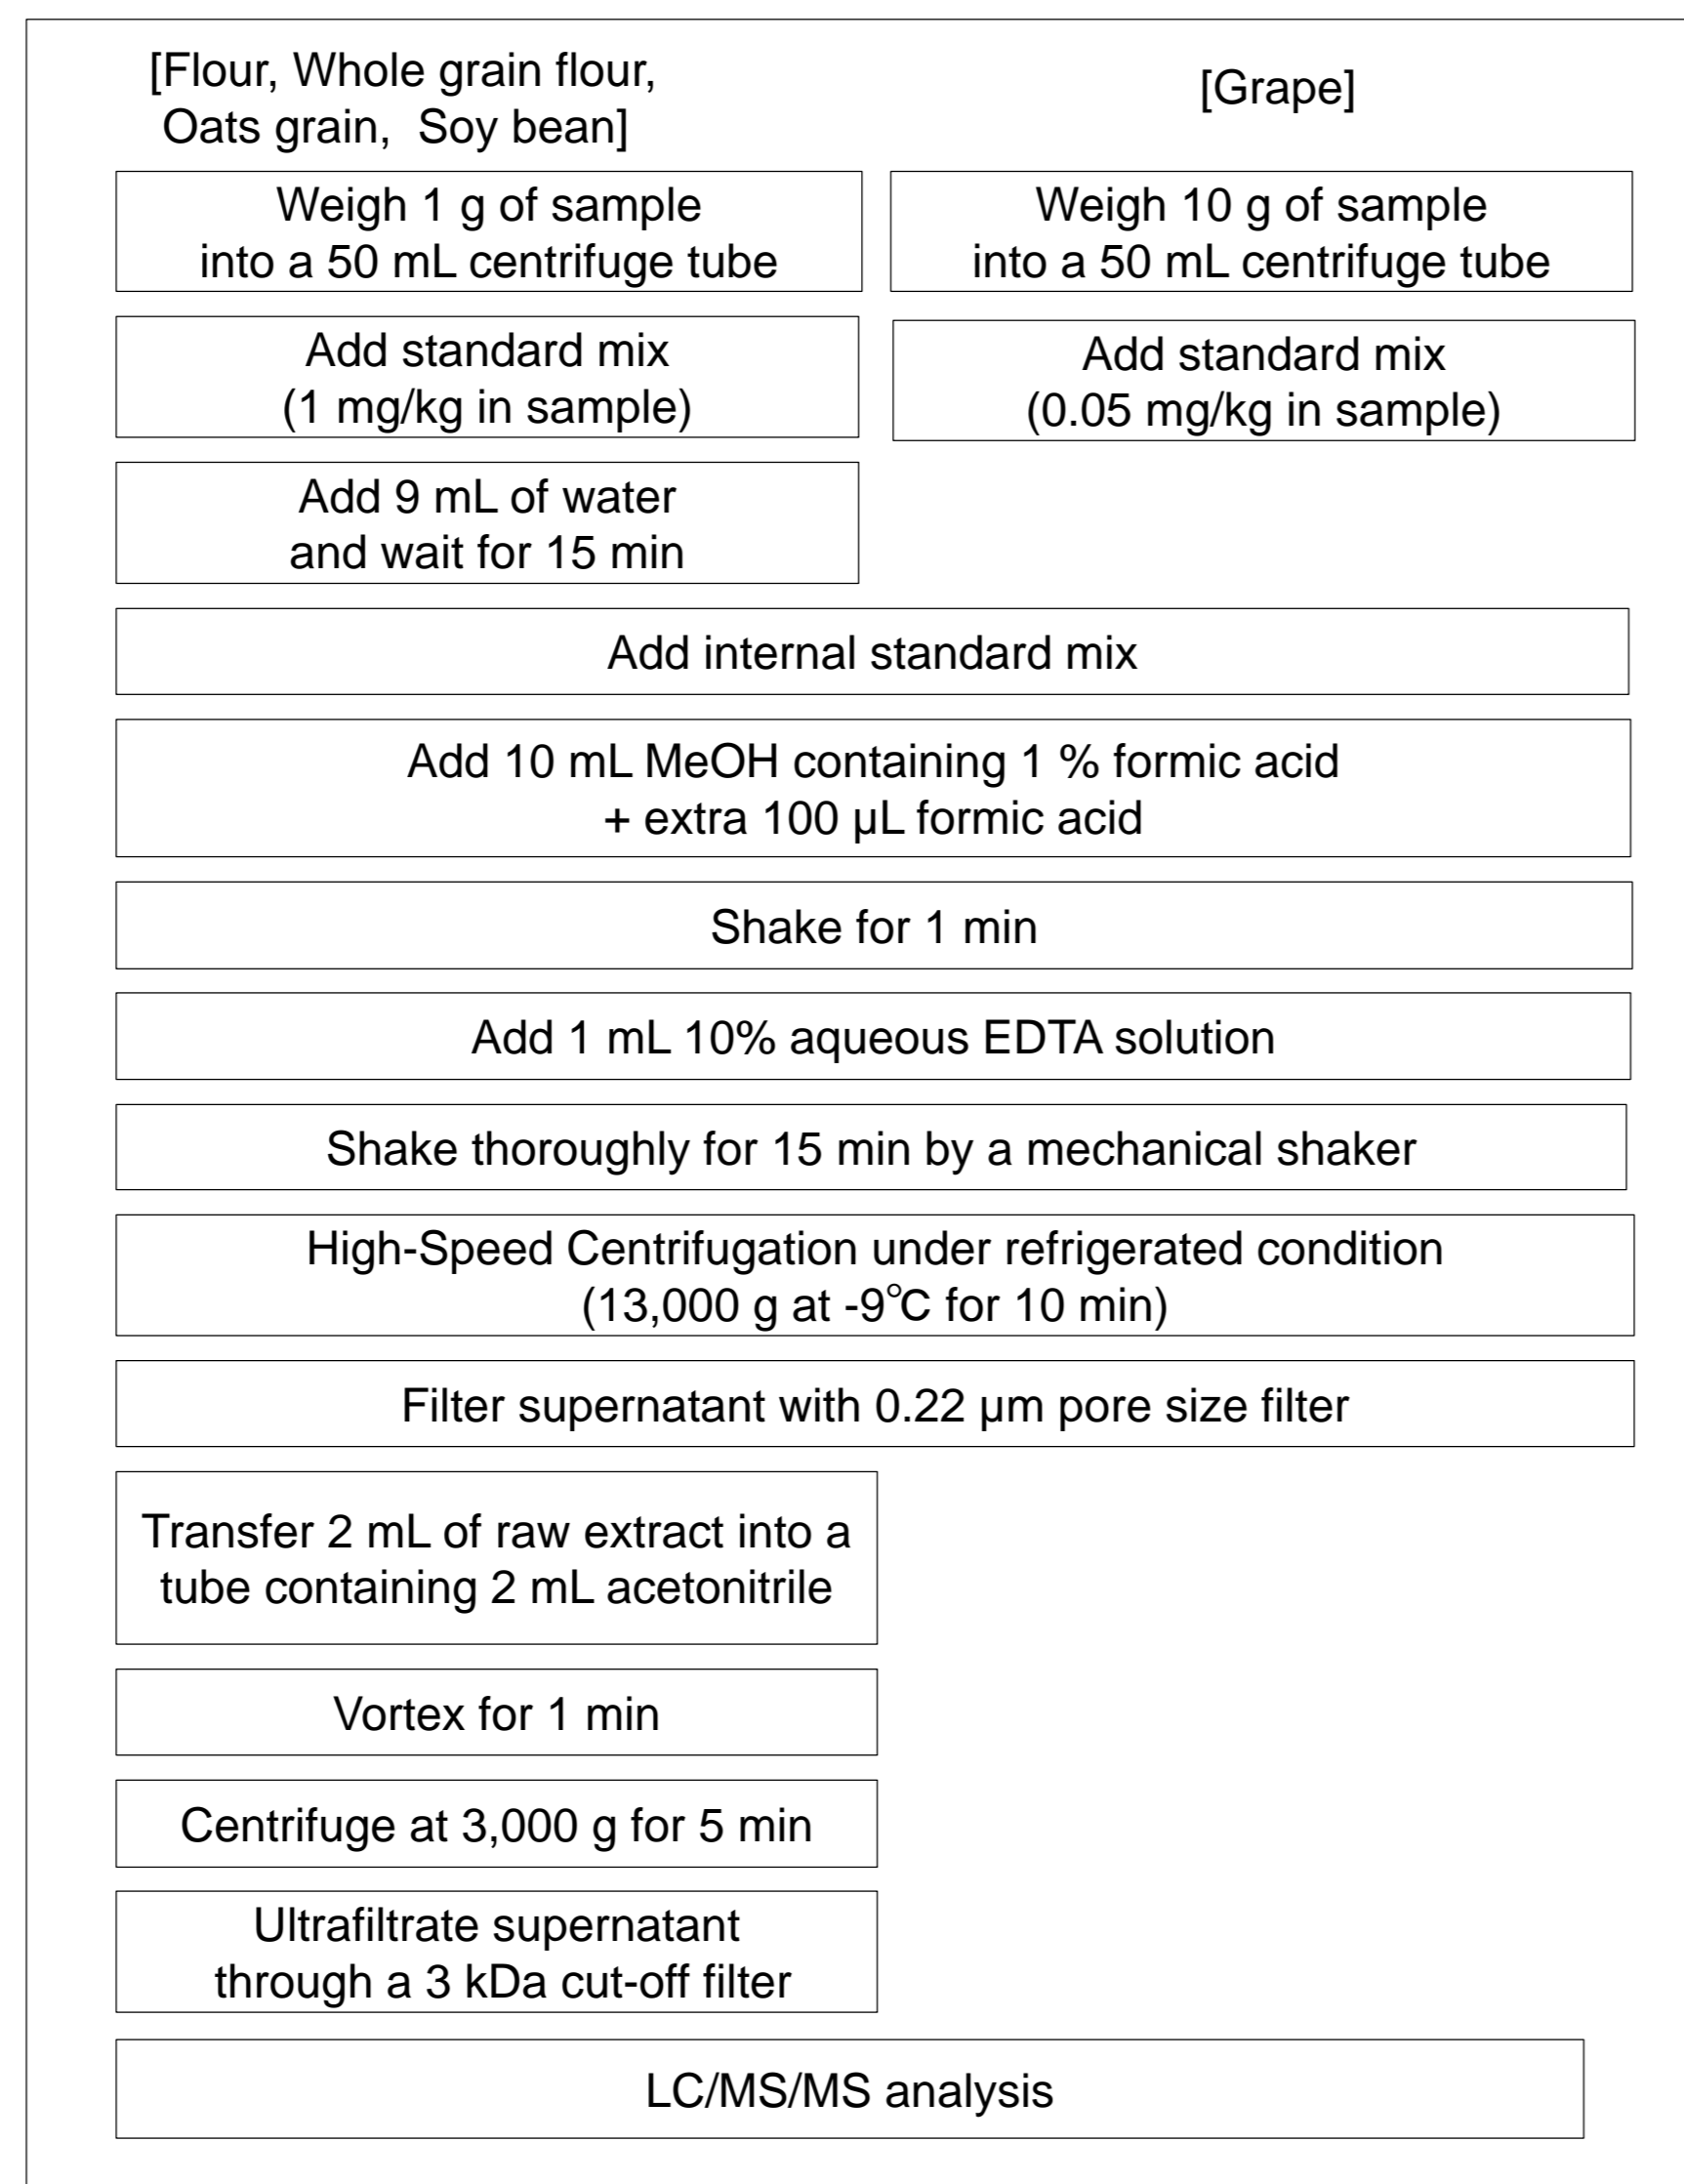 [Flour, Whole grain flour,
Oats grain, Soy bean]
[Grape]
Weigh 1 g of sample
into a 50 mL centrifuge tube
Weigh 10 g of sample
into a 50 mL centrifuge tube
Add standard mix
(1 mg/kg in sample)
Add standard mix
(0.05 mg/kg in sample)
Add 9 mL of water
and wait for 15 min
Add internal standard mix
Add 10 mL MeOH containing 1 % formic acid
+ extra 100 μL formic acid
Shake for 1 min
Add 1 mL 10% aqueous EDTA solution
Shake thoroughly for 15 min by a mechanical shaker
High-Speed Centrifugation under refrigerated condition
(13,000 g at -9℃ for 10 min)
Filter supernatant with 0.22 μm pore size filter
Transfer 2 mL of raw extract into a
tube containing 2 mL acetonitrile
Vortex for 1 min
Centrifuge at 3,000 g for 5 min
Ultrafiltrate supernatant
through a 3 kDa cut-off filter
LC/MS/MS analysis